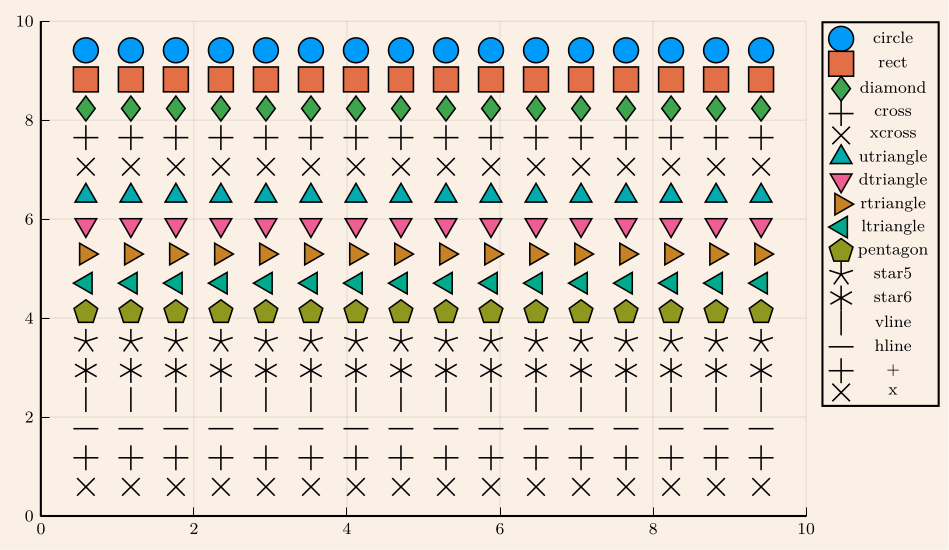 10
8
6
4
2
0
0 2 4 6 8 10
circle
rect
diamond
cross
xcross
utriangle
dtriangle
rtriangle
ltriangle
pentagon
star5
star6
vline
hline
+
x